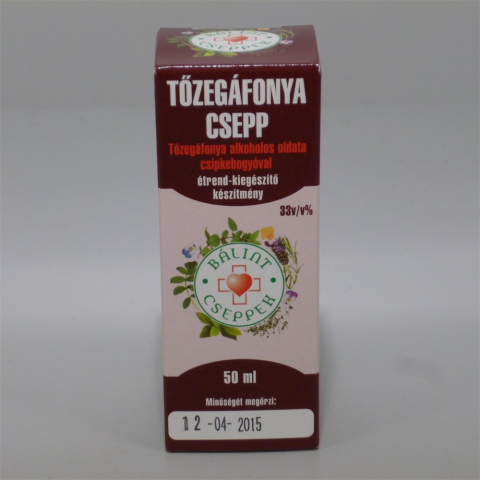 TŐZEGÁFONYA
CSEPP
Tőzegáfonya alkoholos oldata
csipkebogyóval
étrend-kiegészítő
készítmény
33v/v%
BÁLINT
CSEPPEK
50 ml
Minőségét megőrzi:
12 -04- 2015